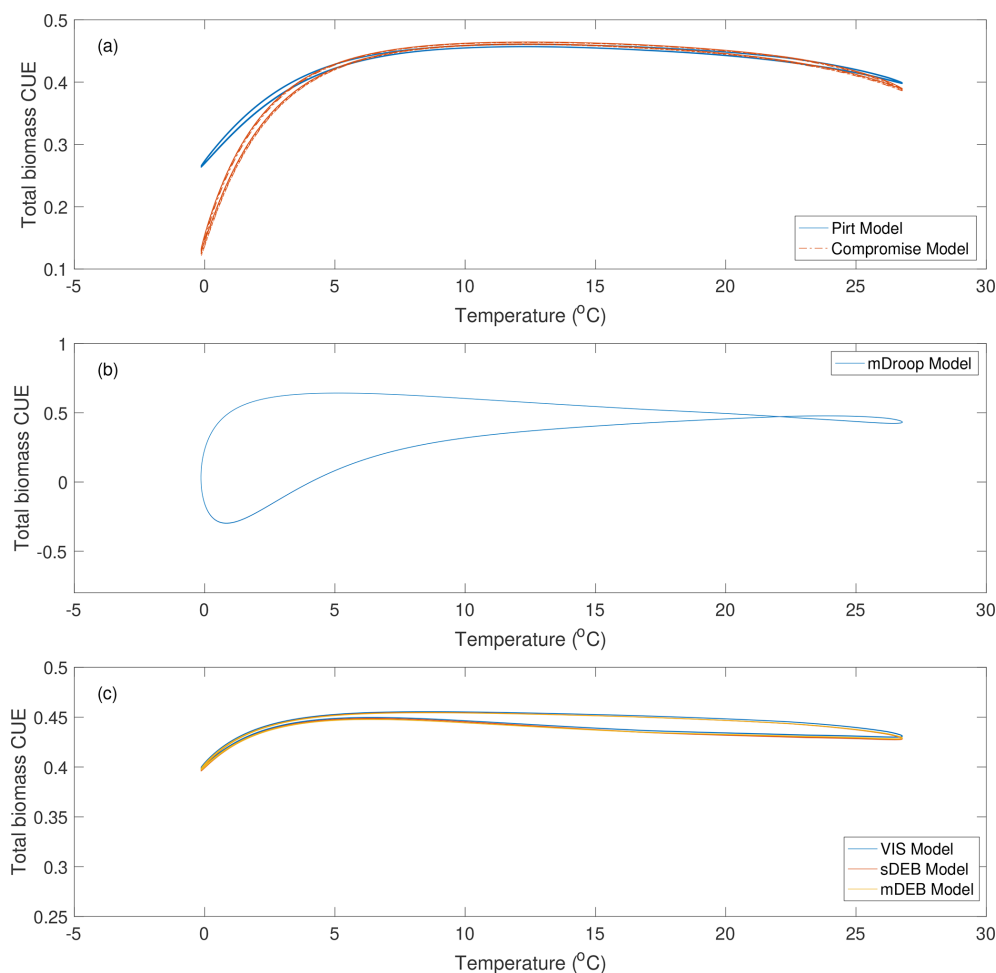 0.5
(a)
0.4
0.3
0.2
0.1
Total biomass CUE
Pirt Model
Compromise Model
-5 0 5 10 15 20 25 30
Temperature (°C)
1
(b)
0.5
0
-0.5
Total biomass CUE
mDroop Model
-5 0 5 10 15 20 25 30
Temperature (°C)
0.5
(c)
0.45
0.4
0.35
0.3
0.25
Total biomass CUE
VIS Model
sDEB Model
mDEB Model
-5 0 5 10 15 20 25 30
Temperature (°C)